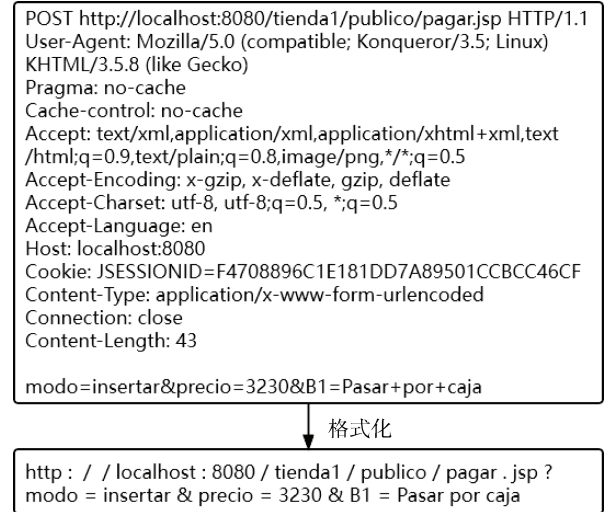 POST http://localhost:8080/tienda1/publico/pagar.jsp HTTP/1.1
User-Agent: Mozilla/5.0 (compatible; Konqueror/3.5; Linux)
KHTML/3.5.8 (like Gecko)
Pragma: no-cache
Cache-control: no-cache
Accept: text/xml,application/xml,application/xhtml+xml,text
/html;q=0.9,text/plain;q=0.8,image/png,*/*;q=0.5
Accept-Encoding: x-gzip, x-deflate, gzip, deflate
Accept-Charset: utf-8, utf-8;q=0.5, *;q=0.5
Accept-Language: en
Host: localhost:8080
Cookie: JSESSIONID=F4708896C1E181DD7A89501CCBCC46CF
Content-Type: application/x-www-form-urlencoded
Connection: close
Content-Length: 43
modo=insertar&precio=3230&B1=Pasar+por+caja
格式化
http : / / localhost : 8080 / tienda1 / publico / pagar . jsp ?
modo = insertar & precio = 3230 & B1 = Pasar por caja